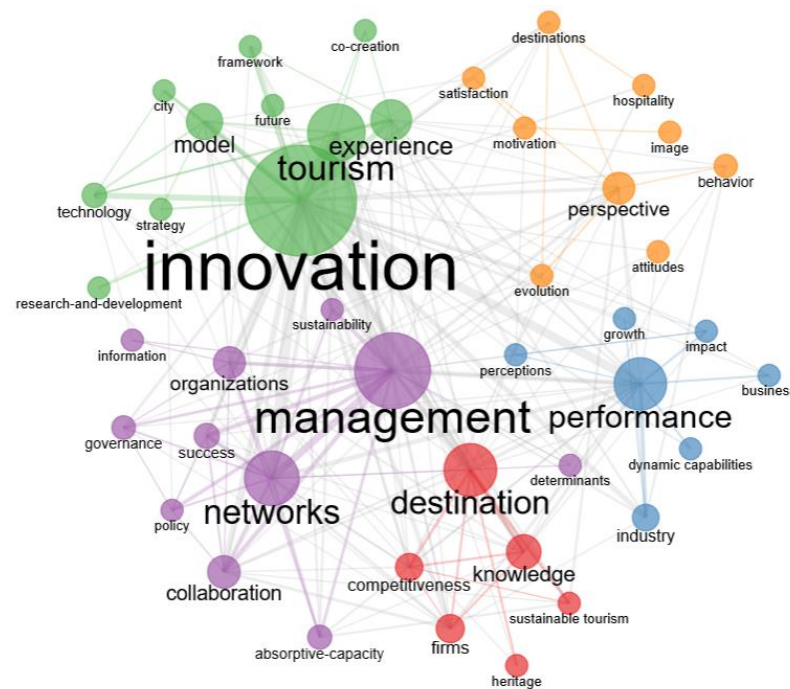 destinations
co-creation
framework
satisfaction
hospitality
city
future
motivation
image
model
experience
tourism
behavior
technology
strategy
perspective
innovation
attitudes
evolution
research-and-development
sustainability
growth
impact
information
perceptions
organizations
busines
management
performance
governance
success
dynamic capabilities
determinants
destination
networks
policy
industry
knowledge
competitiveness
collaboration
sustainable tourism
firms
absorptive-capacity
heritage